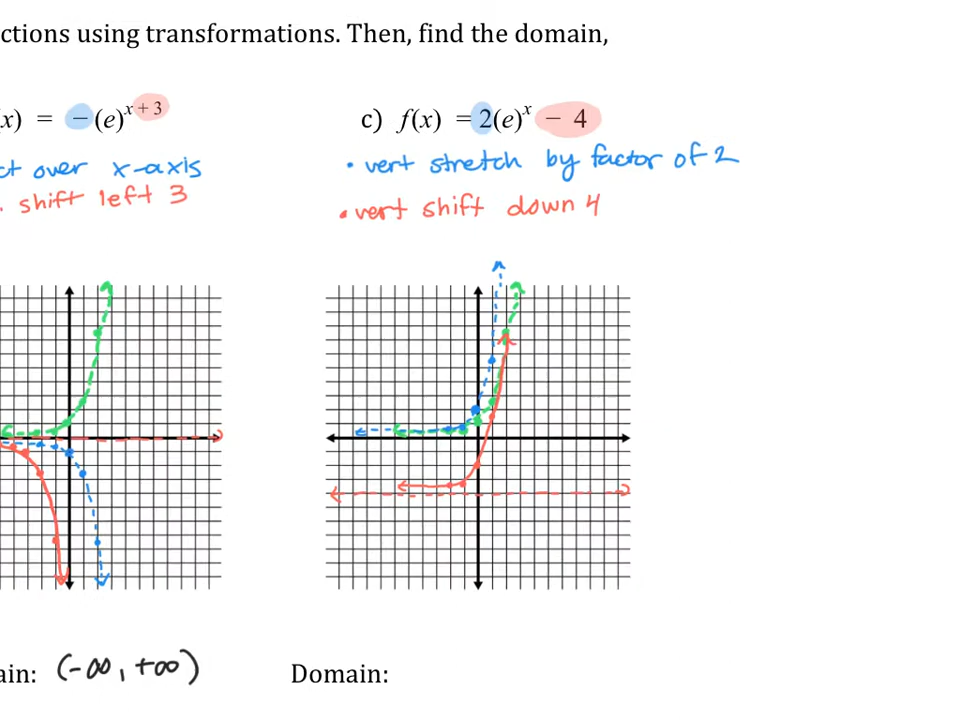 ctions using transformations. Then, find the domain,
x) = −(e)^{x + 3}
c) f(x) = 2(e)^x − 4
ct over x-axis
• shift left 3
• vert stretch by factor of 2
• vert shift down 4
ain: (-∞, +∞)
Domain: